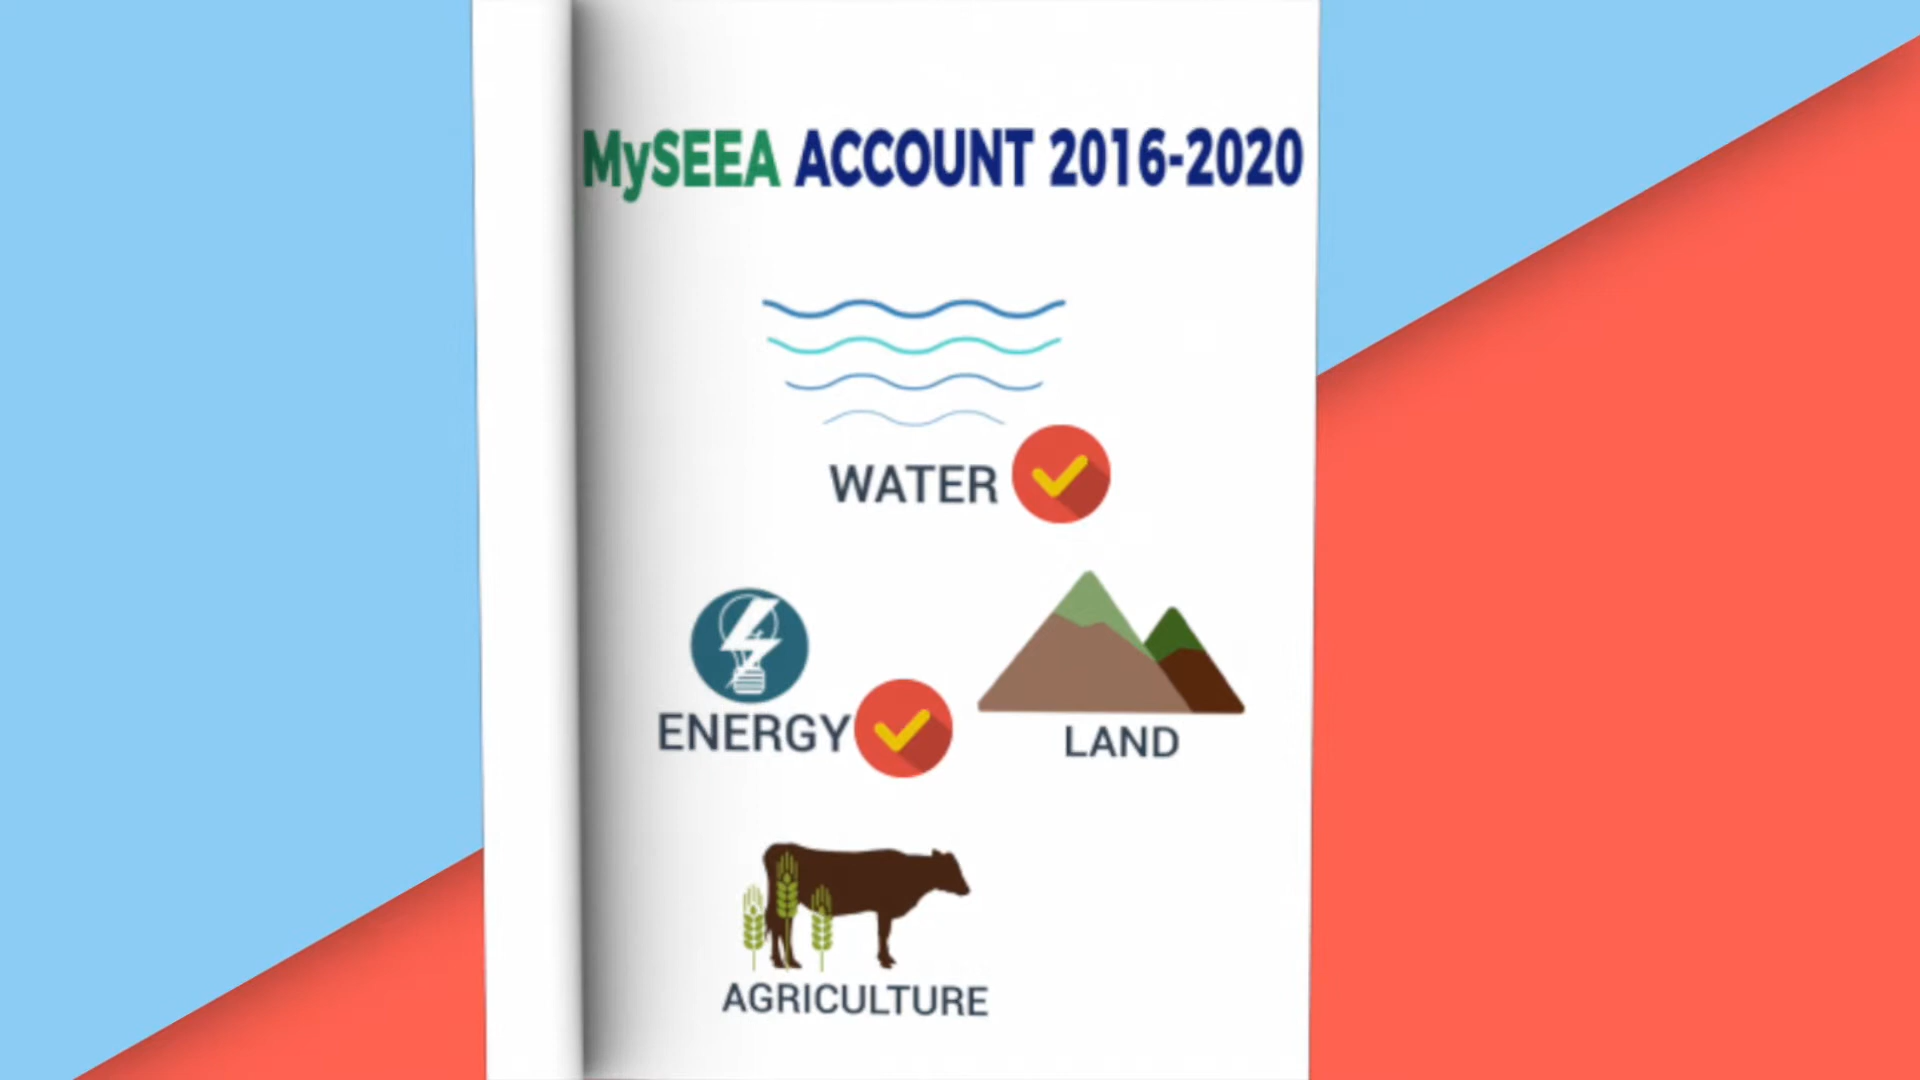 MySEEA ACCOUNT 2016-2020
WATER
ENERGY
LAND
AGRICULTURE